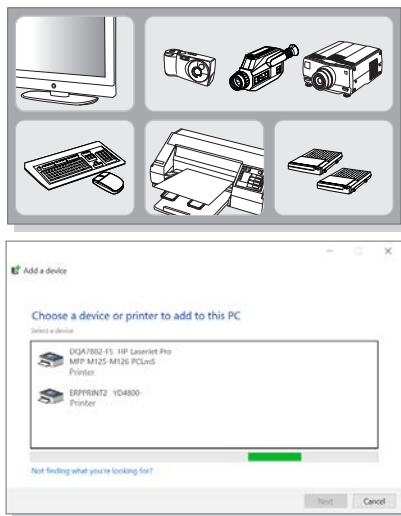 Add a device
Choose a device or printer to add to this PC
Select a device
DQA7882-FS HP LaserJet Pro
MFP M125-M126 PCLmS
Printer
ERPPRINT2 YD4800-
Printer
Not finding what you're looking for?
Next Cancel